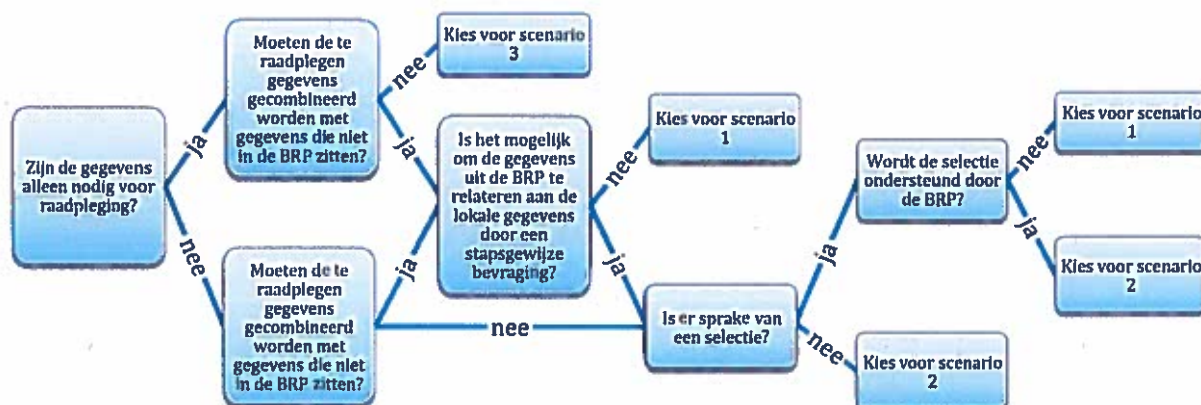 Zijn de gegevens
alleen nodig voor
raadpleging?
ja
nee
Moeten de te
raadplegen
gegevens
gecombineerd
worden met
gegevens die niet
in de BRP zitten?
nee
ja
Kies voor scenario
3
Moeten de te
raadplegen
gegevens
gecombineerd
worden met
gegevens die niet
in de BRP zitten?
ja
nee
Is het mogelijk
om de gegevens
uit de BRP te
relateren aan de
lokale gegevens
door een
stapsgewijze
bevraging?
nee
ja
Kies voor scenario
1
Is er sprake van
een selectie?
ja
nee
Wordt de selectie
ondersteund door
de BRP?
nee
ja
Kies voor scenario
1
Kies voor scenario
2
Kies voor scenario
2